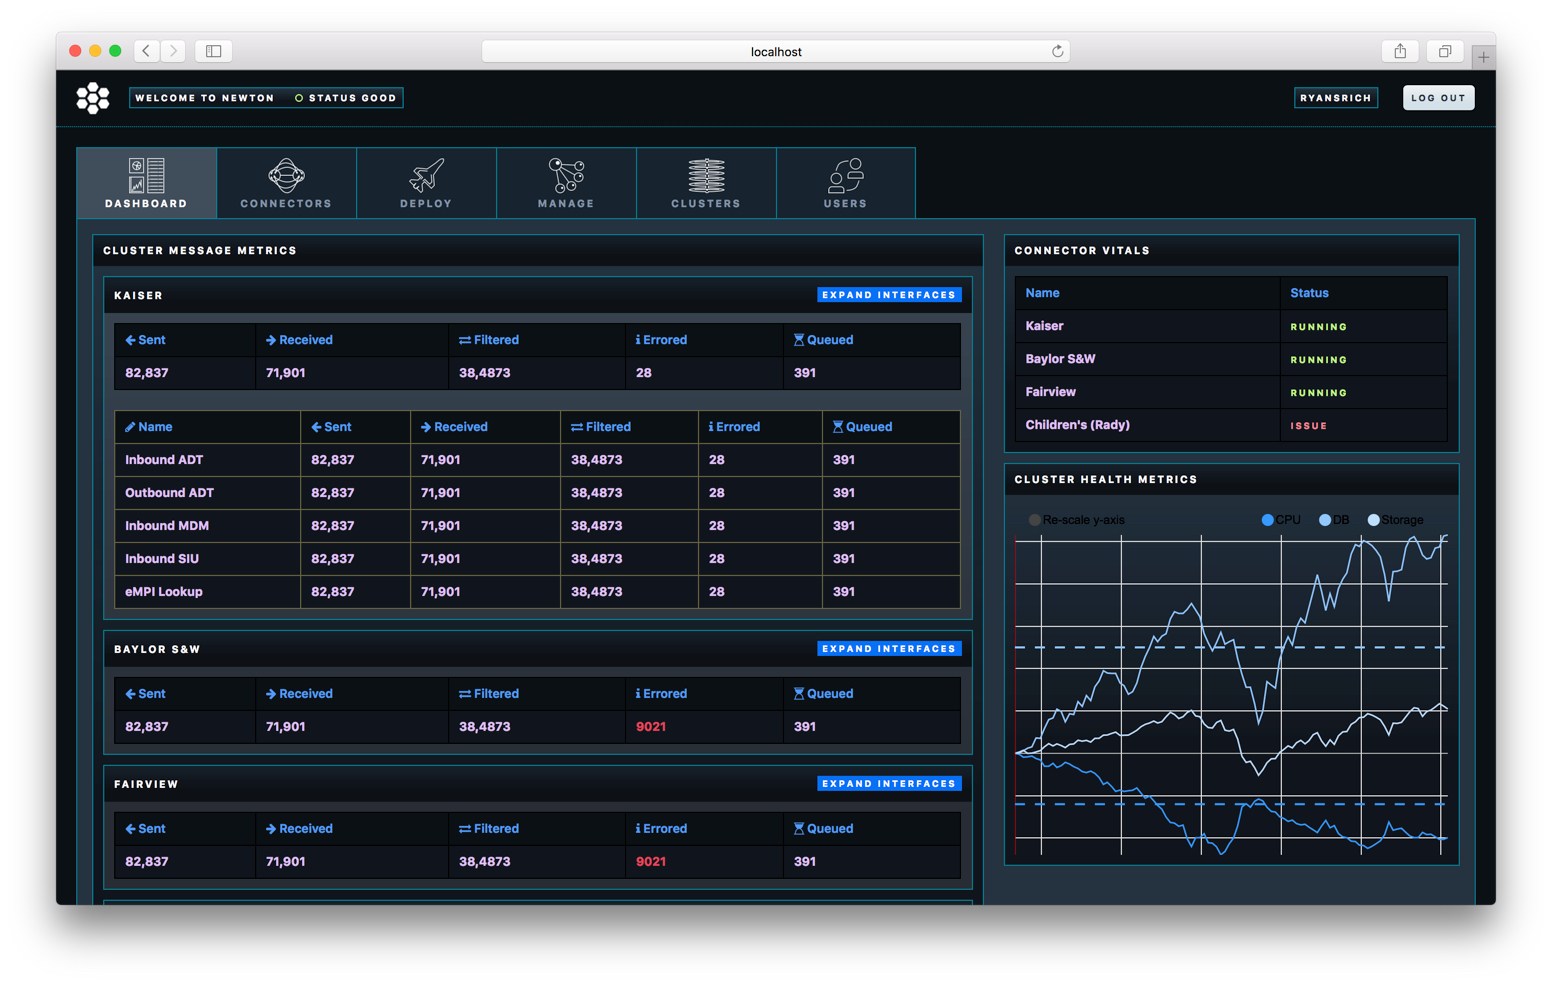 localhost
WELCOME TO NEWTON STATUS GOOD
RYANSRICH
LOG OUT
DASHBOARD
CONNECTORS
DEPLOY
MANAGE
CLUSTERS
USERS
CLUSTER MESSAGE METRICS
KAISER EXPAND INTERFACES
Sent Received Filtered Errored Queued
82,837 71,901 38,4873 28 391
Name Sent Received Filtered Errored Queued
Inbound ADT 82,837 71,901 38,4873 28 391
Outbound ADT 82,837 71,901 38,4873 28 391
Inbound MDM 82,837 71,901 38,4873 28 391
Inbound SIU 82,837 71,901 38,4873 28 391
eMPI Lookup 82,837 71,901 38,4873 28 391
BAYLOR S&W EXPAND INTERFACES
Sent Received Filtered Errored Queued
82,837 71,901 38,4873 9021 391
FAIRVIEW EXPAND INTERFACES
Sent Received Filtered Errored Queued
82,837 71,901 38,4873 9021 391
CONNECTOR VITALS
Name Status
Kaiser RUNNING
Baylor S&W RUNNING
Fairview RUNNING
Children's (Rady) ISSUE
CLUSTER HEALTH METRICS
Re-scale y-axis CPU DB Storage